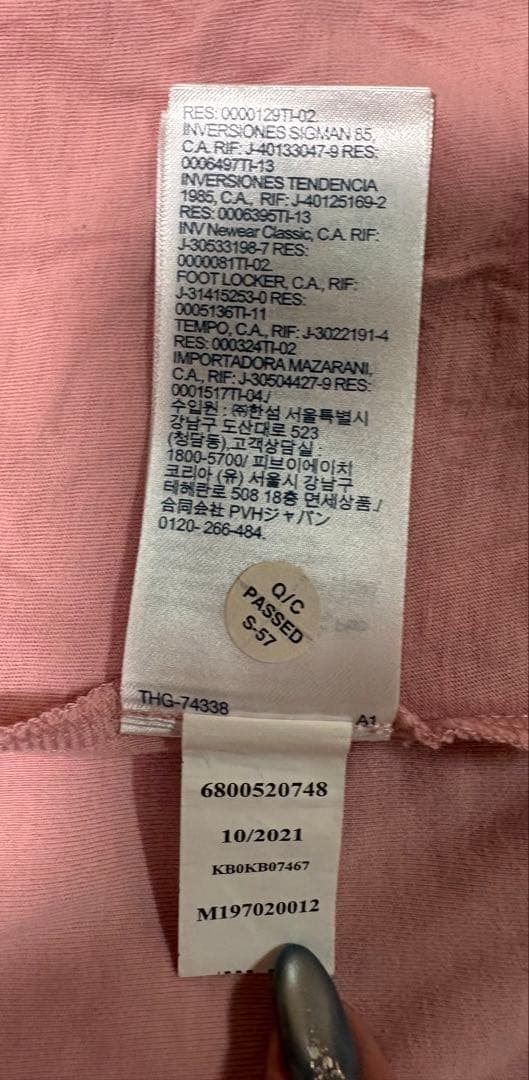 RES: 0000129TI-02
INVERSIONES SIGMAN 85,
C.A. RIF: J-40133047-9 RES:
0006497TI-13
INVERSIONES TENDENCIA
1985, C.A., RIF: J-40125169-2
RES: 0006395TI-13
INV Newear Classic, C.A. RIF:
J-30533198-7 RES:
0000081TI-02.
FOOT LOCKER, C.A., RIF:
J-31415253-0 RES:
0005136TI-11
TEMPO, C.A., RIF: J-3022191-4
RES: 000324TI-02
IMPORTADORA MAZARANI,
C.A., RIF: J-30504427-9 RES:
0001517TI-04./
수입원 : ㈜한섬 서울특별시
강남구 도산대로 523
(청담동),고객상담실 :
1800-5700/ 피브이에이치
코리아 (유) 서울시 강남구
테헤란로 508 18층 면세상품./
合同会社 PVHジャパン
0120- 266-484.
Q/C
PASSED
S-57
THG-74338
A1
6800520748
10/2021
KB0KB07467
M197020012